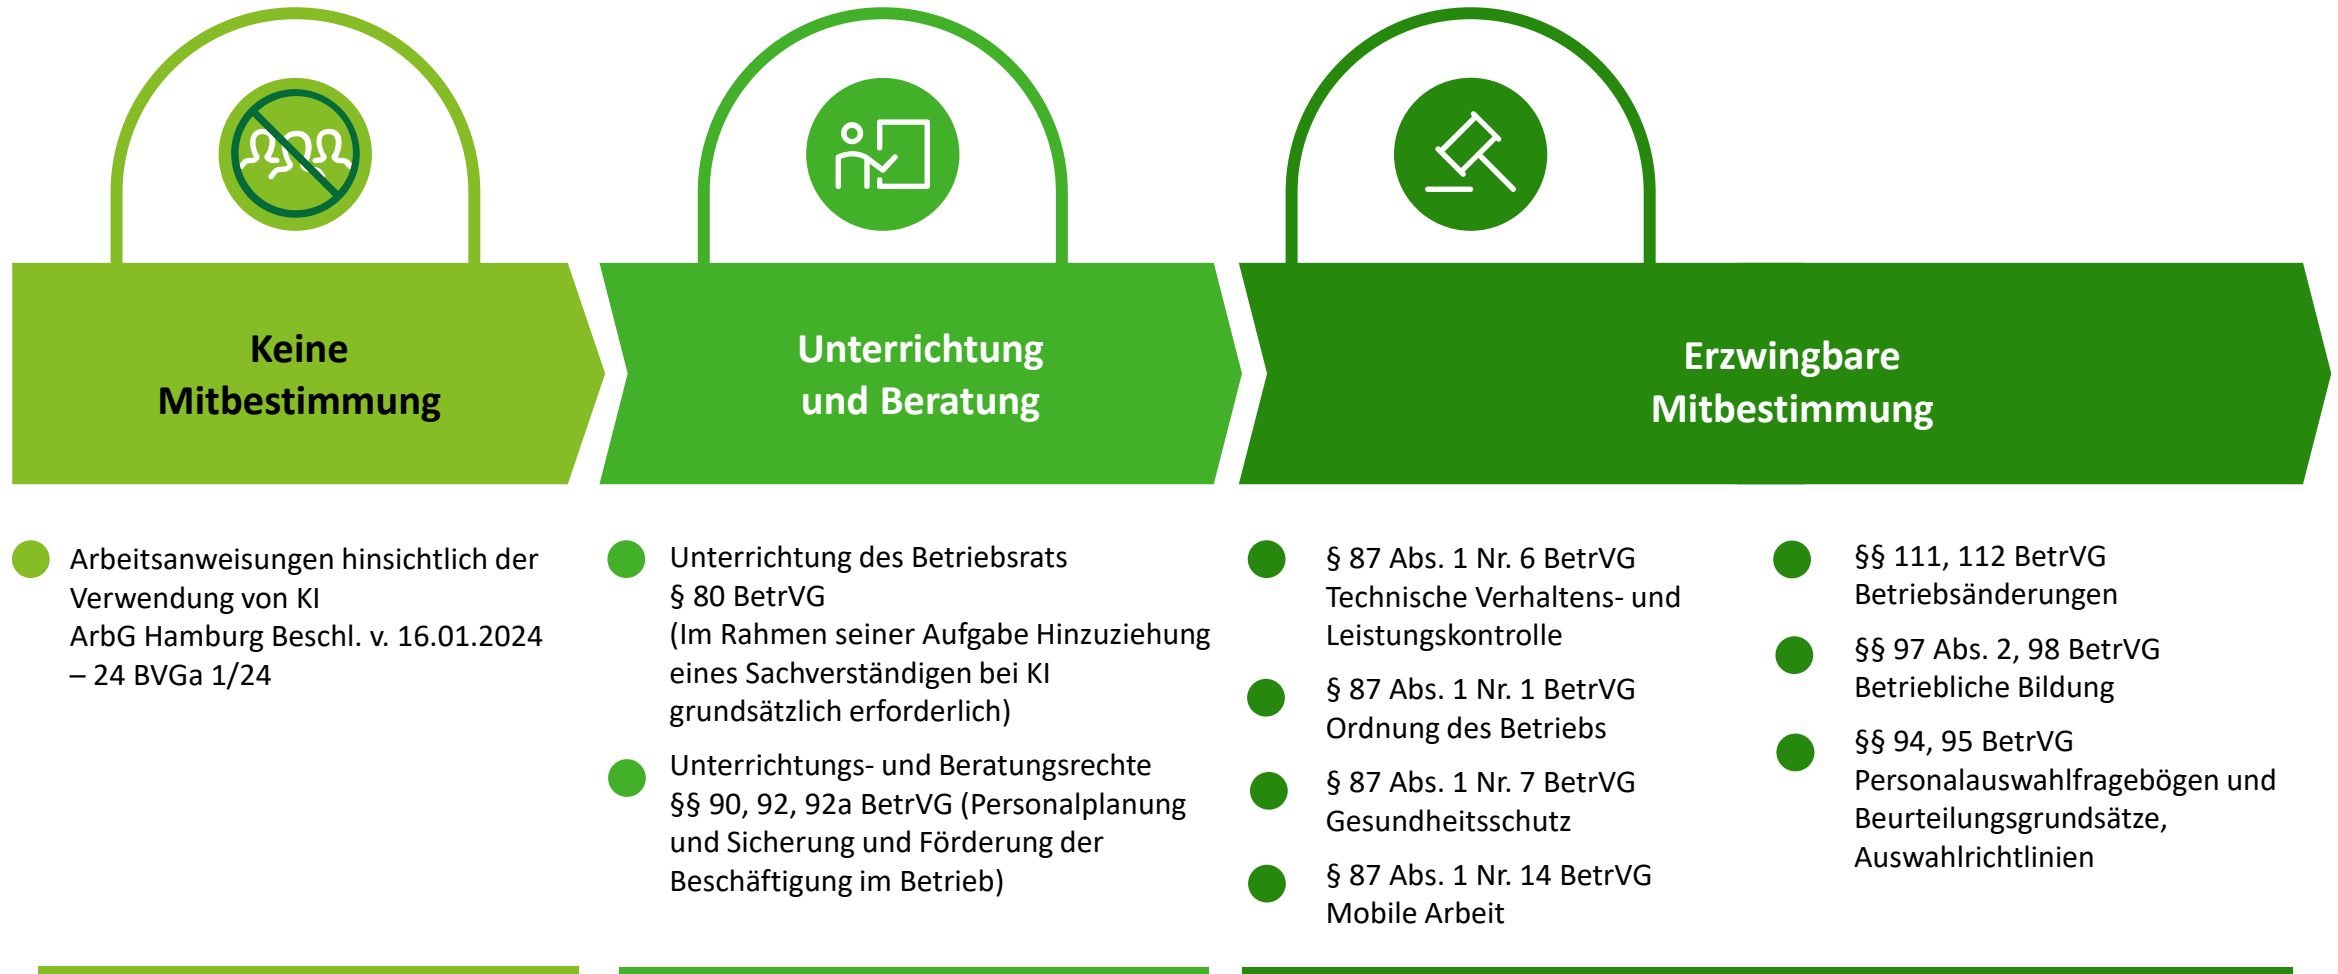 Keine
Mitbestimmung
Unterrichtung
und Beratung
Erzwingbare
Mitbestimmung
Arbeitsanweisungen hinsichtlich der
Verwendung von KI
ArbG Hamburg Beschl. v. 16.01.2024
– 24 BVGa 1/24
Unterrichtung des Betriebsrats
§ 80 BetrVG
(Im Rahmen seiner Aufgabe Hinzuziehung
eines Sachverständigen bei KI
grundsätzlich erforderlich)
Unterrichtungs- und Beratungsrechte
§§ 90, 92, 92a BetrVG (Personalplanung
und Sicherung und Förderung der
Beschäftigung im Betrieb)
§ 87 Abs. 1 Nr. 6 BetrVG
Technische Verhaltens- und
Leistungskontrolle
§ 87 Abs. 1 Nr. 1 BetrVG
Ordnung des Betriebs
§ 87 Abs. 1 Nr. 7 BetrVG
Gesundheitsschutz
§ 87 Abs. 1 Nr. 14 BetrVG
Mobile Arbeit
§§ 111, 112 BetrVG
Betriebsänderungen
§§ 97 Abs. 2, 98 BetrVG
Betriebliche Bildung
§§ 94, 95 BetrVG
Personalauswahlfragebögen und
Beurteilungsgrundsätze,
Auswahlrichtlinien